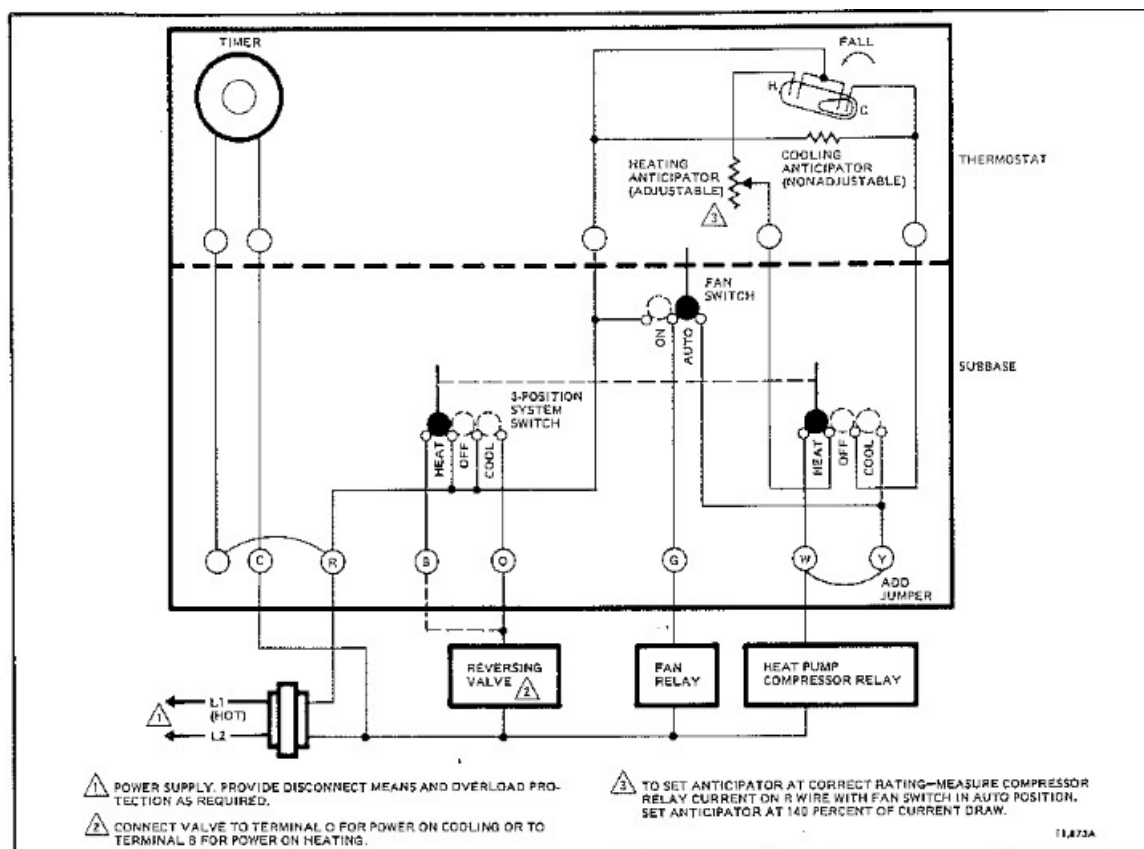 TIMER
FALL
H
C
HEATING
ANTICIPATOR
(ADJUSTABLE)
3
COOLING
ANTICIPATOR
(NONADJUSTABLE)
THERMOSTAT
FAN
SWITCH
ON
AUTO
SUBBASE
3-POSITION
SYSTEM
SWITCH
HEAT
OFF
COOL
HEAT
OFF
COOL
C
R
B
O
G
W
Y
ADD
JUMPER
REVERSING
VALVE 2
FAN
RELAY
HEAT PUMP
COMPRESSOR RELAY
1
L1
(HOT)
L2
1 POWER SUPPLY. PROVIDE DISCONNECT MEANS AND OVERLOAD PRO-
TECTION AS REQUIRED.
2 CONNECT VALVE TO TERMINAL O FOR POWER ON COOLING OR TO
TERMINAL B FOR POWER ON HEATING.
3 TO SET ANTICIPATOR AT CORRECT RATING—MEASURE COMPRESSOR
RELAY CURRENT ON R WIRE WITH FAN SWITCH IN AUTO POSITION.
SET ANTICIPATOR AT 140 PERCENT OF CURRENT DRAW.